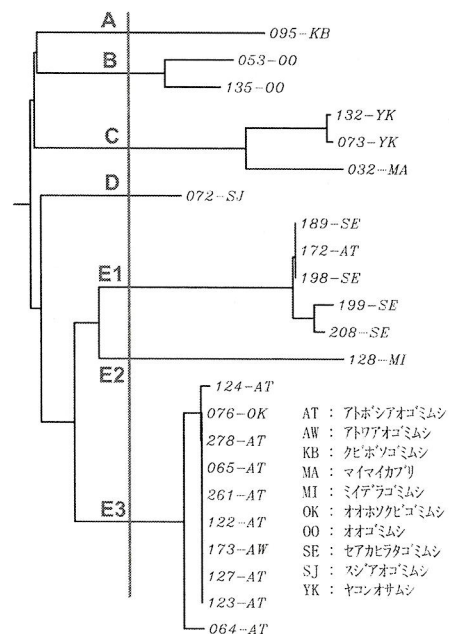 A
095-KB
B
053-OO
135-OO
C
132-YK
073-YK
032-MA
D
072-SJ
189-SE
172-AT
E1
198-SE
199-SE
208-SE
128-MI
E2
124-AT
076-OK
278-AT
065-AT
261-AT
E3
122-AT
173-AW
127-AT
123-AT
064-AT
AT : アトボシアオゴミムシ
AW : アトワアオゴミムシ
KB : クビボソゴミムシ
MA : マイマイカブリ
MI : ミイデラゴミムシ
OK : オオホソクビゴミムシ
OO : オオゴミムシ
SE : セアカヒラタゴミムシ
SJ : スジアオゴミムシ
YK : ヤコンオサムシ